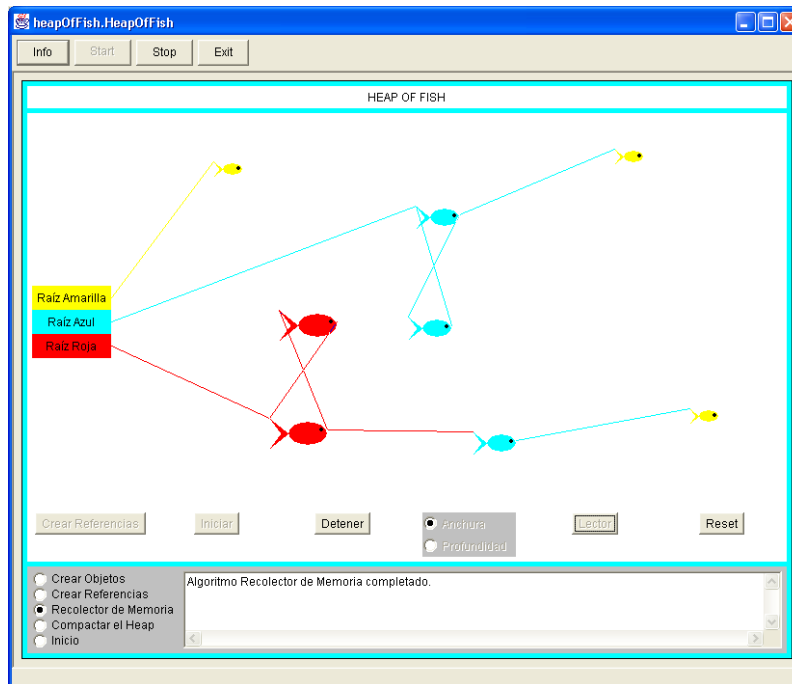 heapOfFish.HeapOfFish
Info Start Stop Exit
HEAP OF FISH
Raíz Amarilla
Raíz Azul
Raíz Roja
Crear Referencias Iniciar Detener Anchura Lector Reset
Profundidad
Crear Objetos
Crear Referencias
Recolector de Memoria
Compactar el Heap
Inicio
Algoritmo Recolector de Memoria completado.